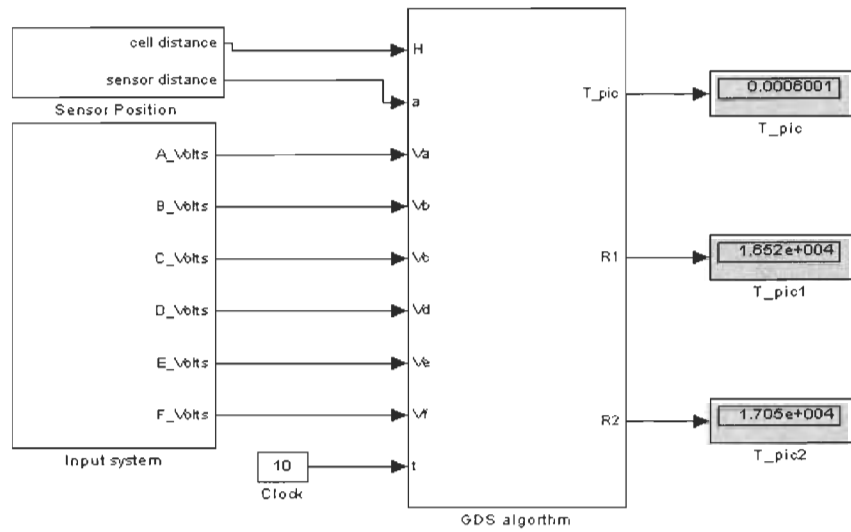 cell distance
sensor distance
Sensor Position
A_Volts
B_Volts
C_Volts
D_Volts
E_Volts
F_Volts
Input system
10
Clock
H
a
Va
Vb
Vc
Vd
Ve
Vf
t
T_pic
R1
R2
GDS algorthm
0.0006001
T_pic
1.652e+004
T_pic1
1.705e+004
T_pic2